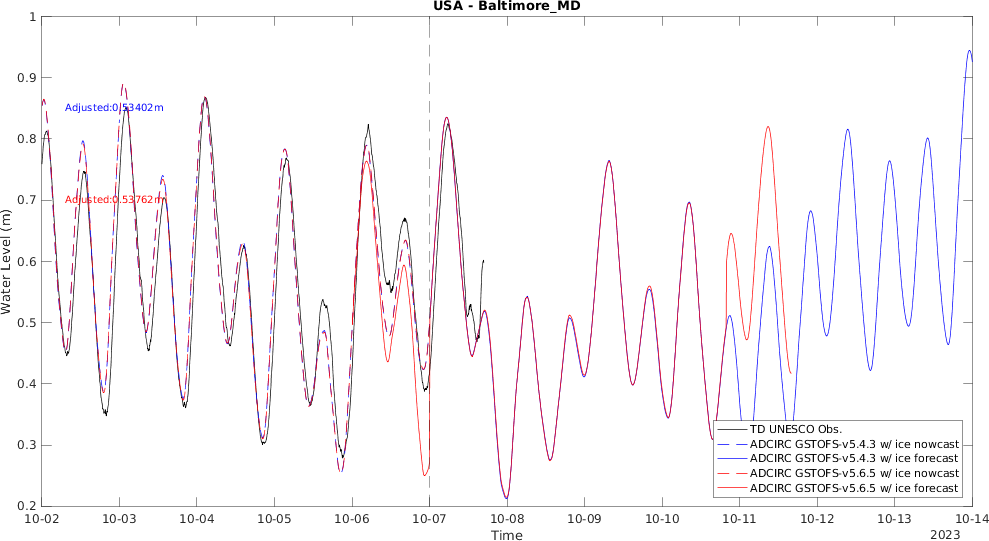 USA - Baltimore_MD
1
0.9
0.8
0.7
0.6
0.5
0.4
0.3
0.2
Water Level (m)
Adjusted:0.53402m
Adjusted:0.53762m
TD UNESCO Obs.
ADCIRC GSTOFS-v5.4.3 w/ ice nowcast
ADCIRC GSTOFS-v5.4.3 w/ ice forecast
ADCIRC GSTOFS-v5.6.5 w/ ice nowcast
ADCIRC GSTOFS-v5.6.5 w/ ice forecast
10-02 10-03 10-04 10-05 10-06 10-07 10-08 10-09 10-10 10-11 10-12 10-13 10-14
Time
2023